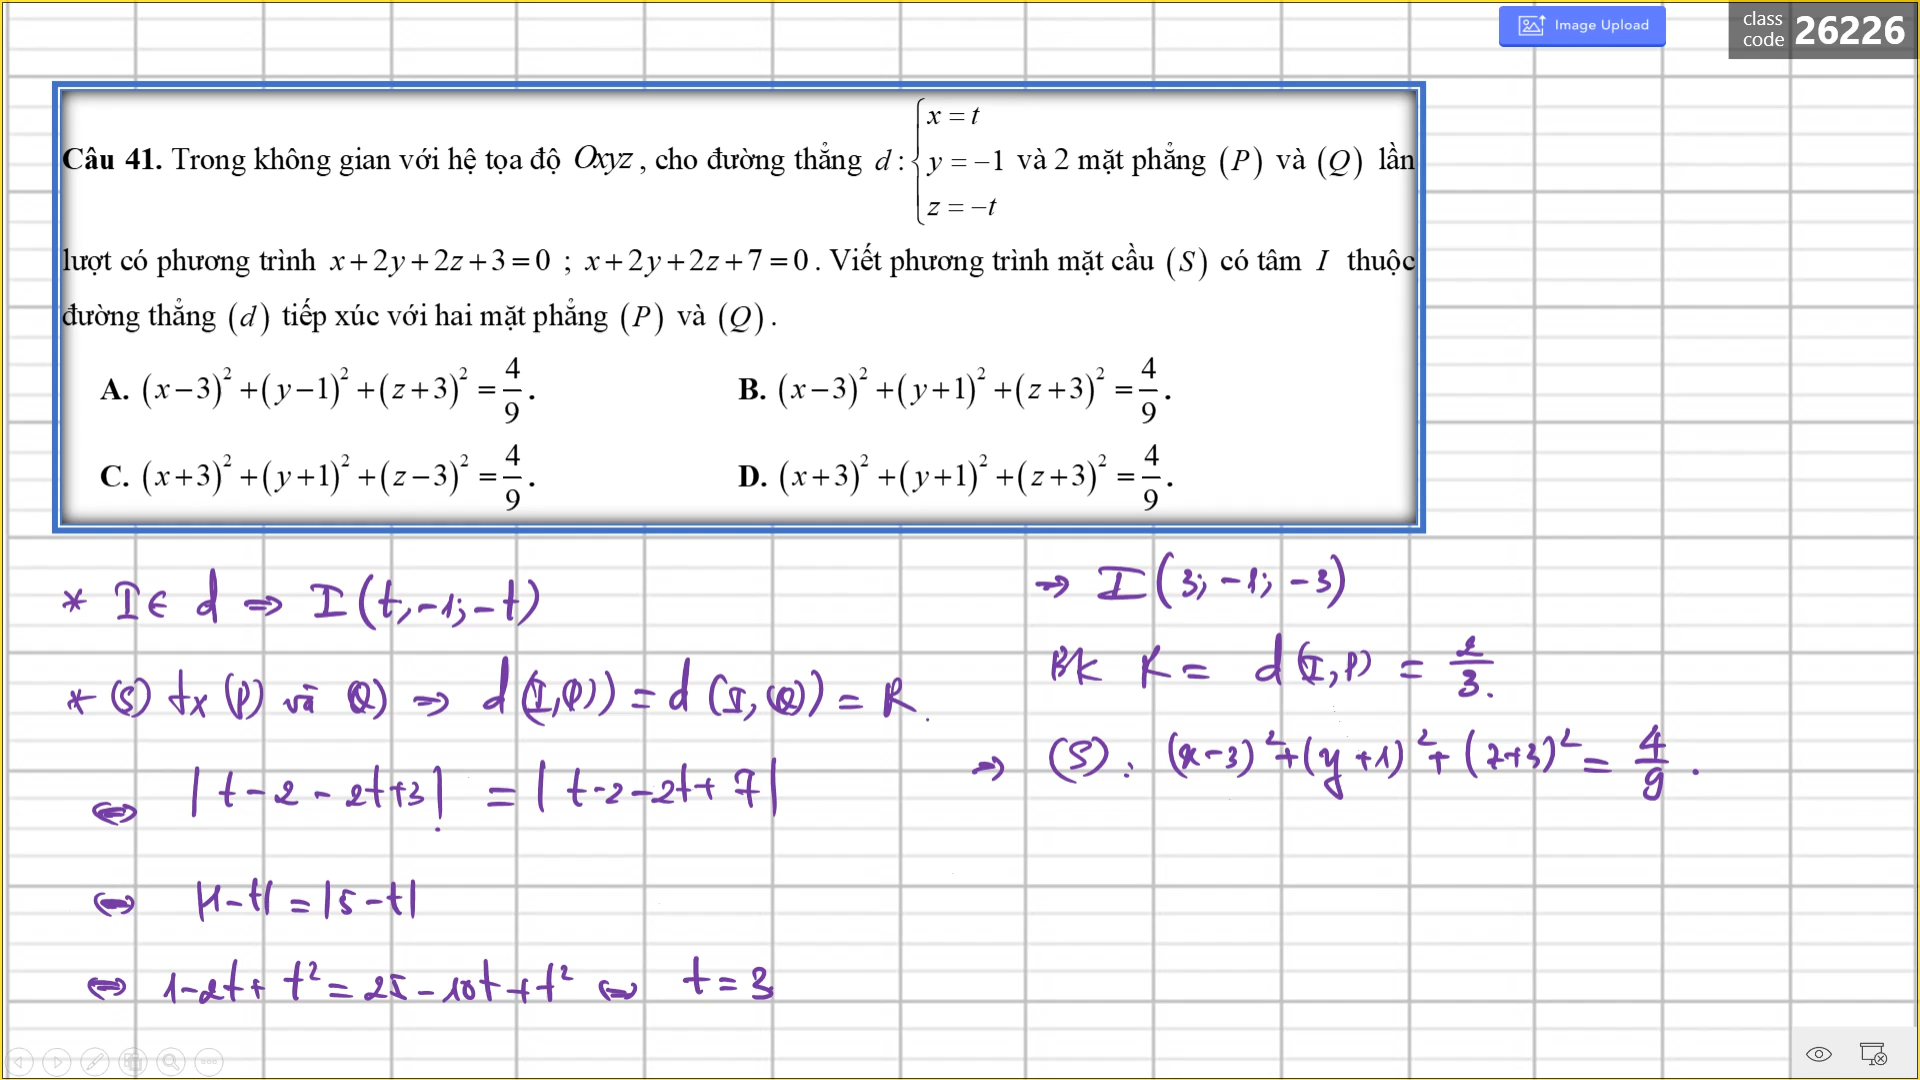 Image Upload
class code 26226
Câu 41. Trong không gian với hệ tọa độ Oxyz, cho đường thẳng d: { x = t ; y = −1 ; z = −t và 2 mặt phẳng (P) và (Q) lần
lượt có phương trình x+2y+2z+3=0 ; x+2y+2z+7=0. Viết phương trình mặt cầu (S) có tâm I thuộc
đường thẳng (d) tiếp xúc với hai mặt phẳng (P) và (Q).
A. (x−3)² + (y−1)² + (z+3)² = 4/9.
B. (x−3)² + (y+1)² + (z+3)² = 4/9.
C. (x+3)² + (y+1)² + (z−3)² = 4/9.
D. (x+3)² + (y+1)² + (z+3)² = 4/9.
* I ∈ d ⇒ I(t, −1; −t)
* (S) tx (P) và (Q) ⇒ d(I,(P)) = d(I,(Q)) = R.
⇔ |t−2−2t+3| = |t−2−2t+7|
⇔ |1−t| = |5−t|
⇔ 1−2t+t² = 25−10t+t² ⇔ t = 3
→ I(3; −1; −3)
BK R = d(I,P) = 2/3.
⇒ (S): (x−3)² + (y+1)² + (z+3)² = 4/9.